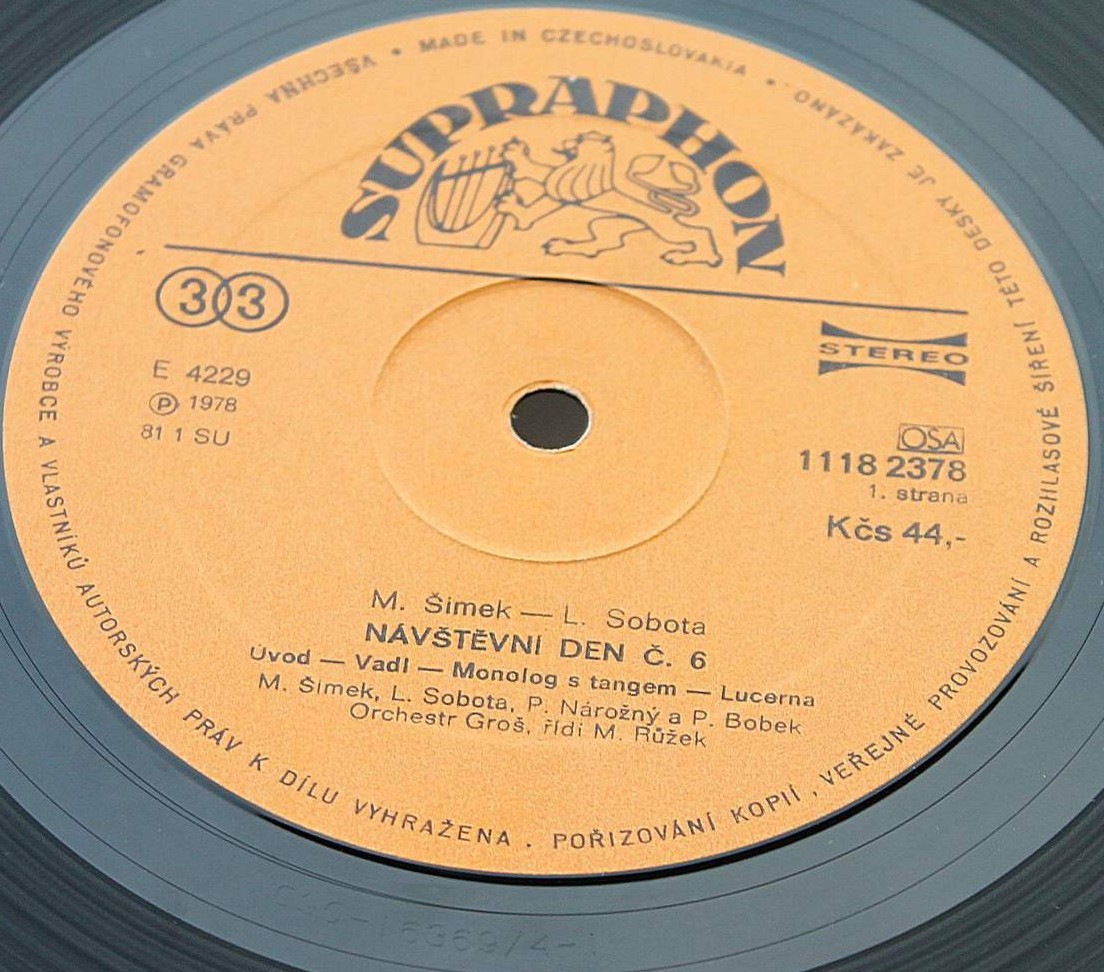 VŠECHNA PRÁVA GRAMOFONOVÉHO VÝROBCE A VLASTNÍKŮ AUTORSKÝCH PRÁV K DÍLU VYHRAŽENA . POŘIZOVÁNÍ KOPIÍ , VEŘEJNÉ PROVOZOVÁNÍ A ROZHLASOVÉ ŠÍŘENÍ TÉTO DESKY JE ZAKÁZÁNO .
• MADE IN CZECHOSLOVAKIA •
SUPRAPHON
33
STEREO
E 4229
Ⓟ 1978
81 1 SU
OSA
1118 2378
1. strana
Kčs 44,-
M. Šimek — L. Sobota
NÁVŠTĚVNÍ DEN Č. 6
Úvod — Vadl — Monolog s tangem — Lucerna
M. Šimek, L. Sobota, P. Nárožný a P. Bobek
Orchestr Groš, řídí M. Růžek